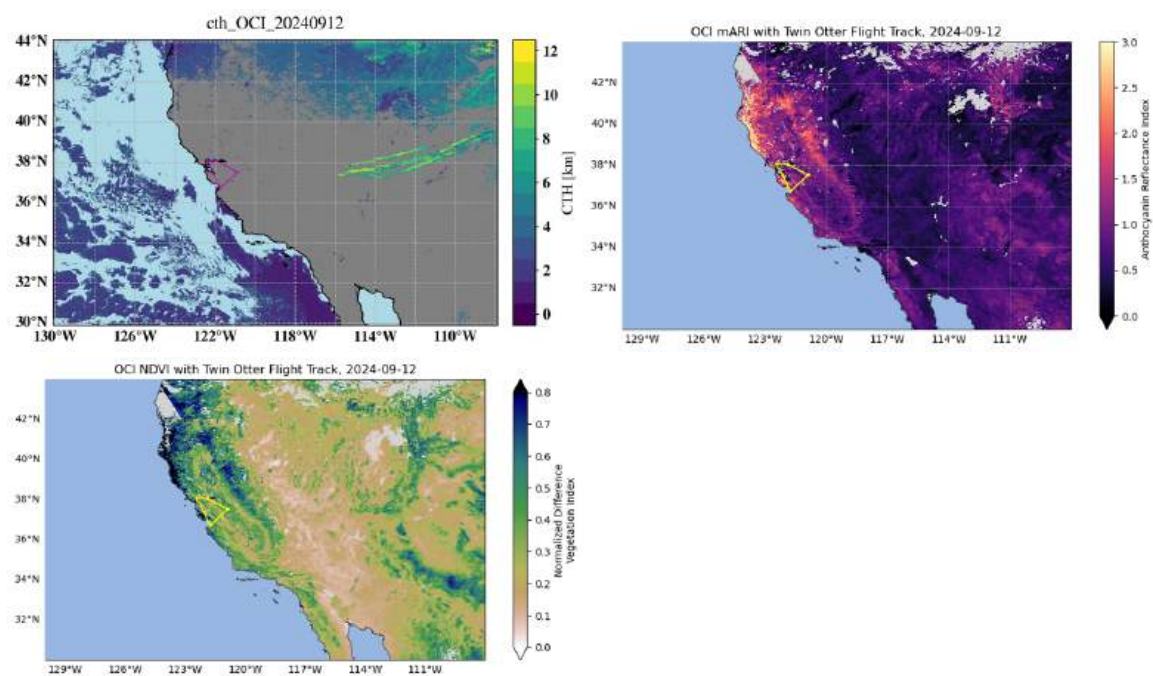 cth_OCI_20240912
44°N
42°N
40°N
38°N
36°N
34°N
32°N
30°N
130°W 126°W 122°W 118°W 114°W 110°W
12
10
8
6
4
2
0
CTH [km]
OCI mARI with Twin Otter Flight Track, 2024-09-12
42°N
40°N
38°N
36°N
34°N
32°N
129°W 126°W 123°W 120°W 117°W 114°W 111°W
3.0
2.5
2.0
1.5
1.0
0.5
0.0
Anthocyanin Reflectance Index
OCI NDVI with Twin Otter Flight Track, 2024-09-12
42°N
40°N
38°N
36°N
34°N
32°N
129°W 126°W 123°W 120°W 117°W 114°W 111°W
0.8
0.7
0.6
0.5
0.4
0.3
0.2
0.1
0.0
Normalized Difference
Vegetation Index